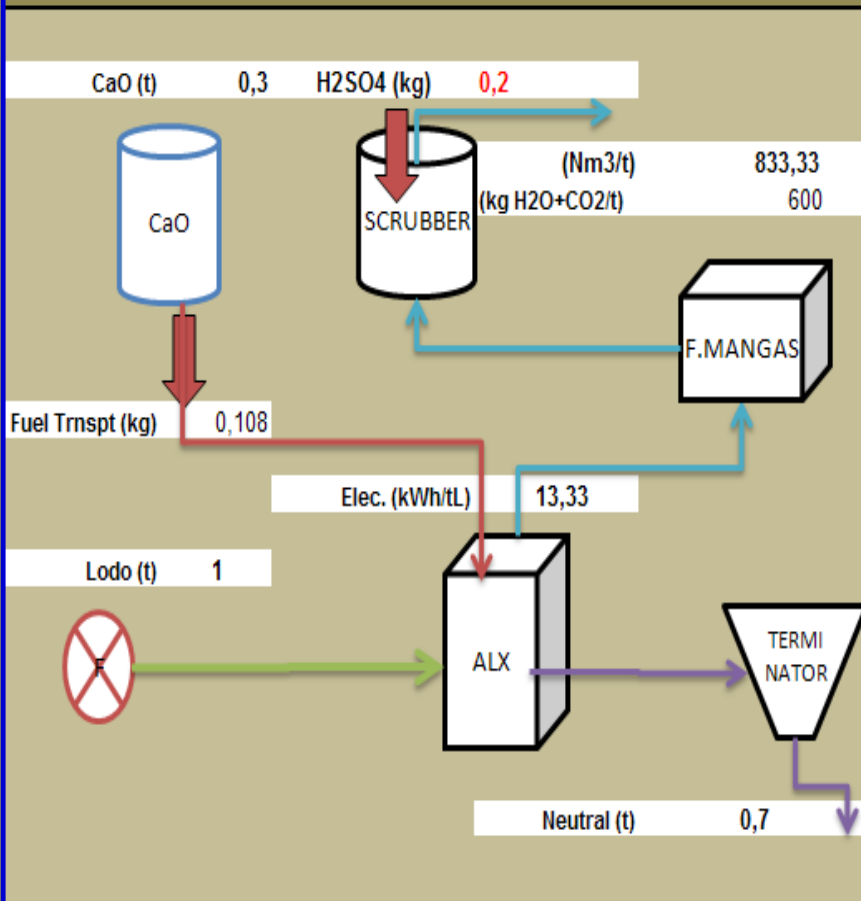 CaO (t) 0,3 H2SO4 (kg) 0,2
(Nm3/t) 833,33
(kg H2O+CO2/t) 600
CaO
SCRUBBER
F.MANGAS
Fuel Trnspt (kg) 0,108
Elec. (kWh/tL) 13,33
Lodo (t) 1
F
ALX
TERMI
NATOR
Neutral (t) 0,7